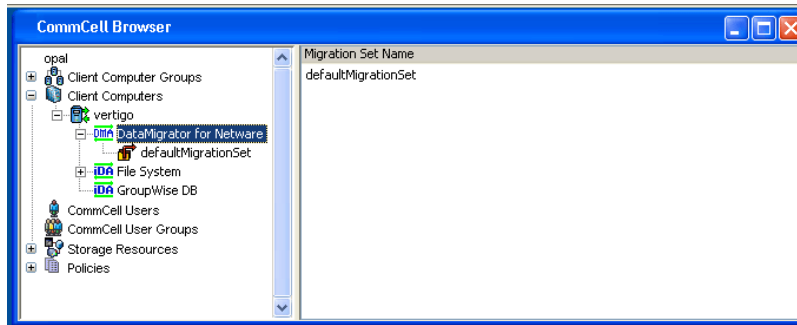 CommCell Browser
opal
Client Computer Groups
Client Computers
vertigo
DMA DataMigrator for Netware
defaultMigrationSet
iDA File System
iDA GroupWise DB
CommCell Users
CommCell User Groups
Storage Resources
Policies
Migration Set Name
defaultMigrationSet